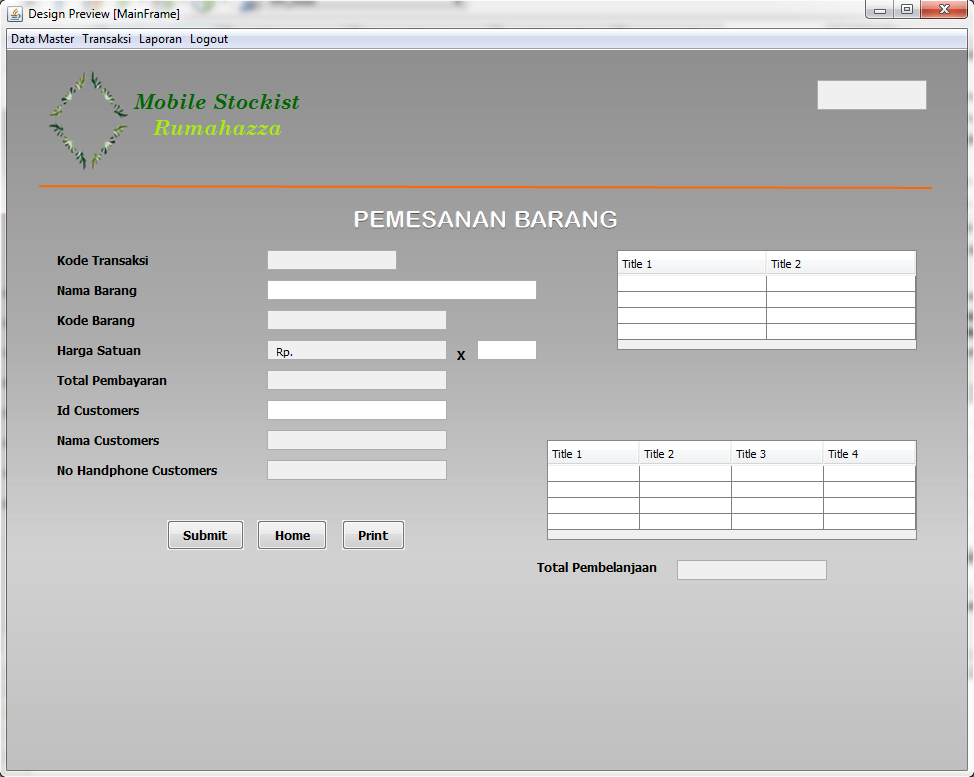 Design Preview [MainFrame]
Data Master Transaksi Laporan Logout
Mobile Stockist
Rumahazza
PEMESANAN BARANG
Kode Transaksi
Nama Barang
Kode Barang
Harga Satuan Rp. X
Total Pembayaran
Id Customers
Nama Customers
No Handphone Customers
Submit Home Print
Title 1 Title 2
Title 1 Title 2 Title 3 Title 4
Total Pembelanjaan